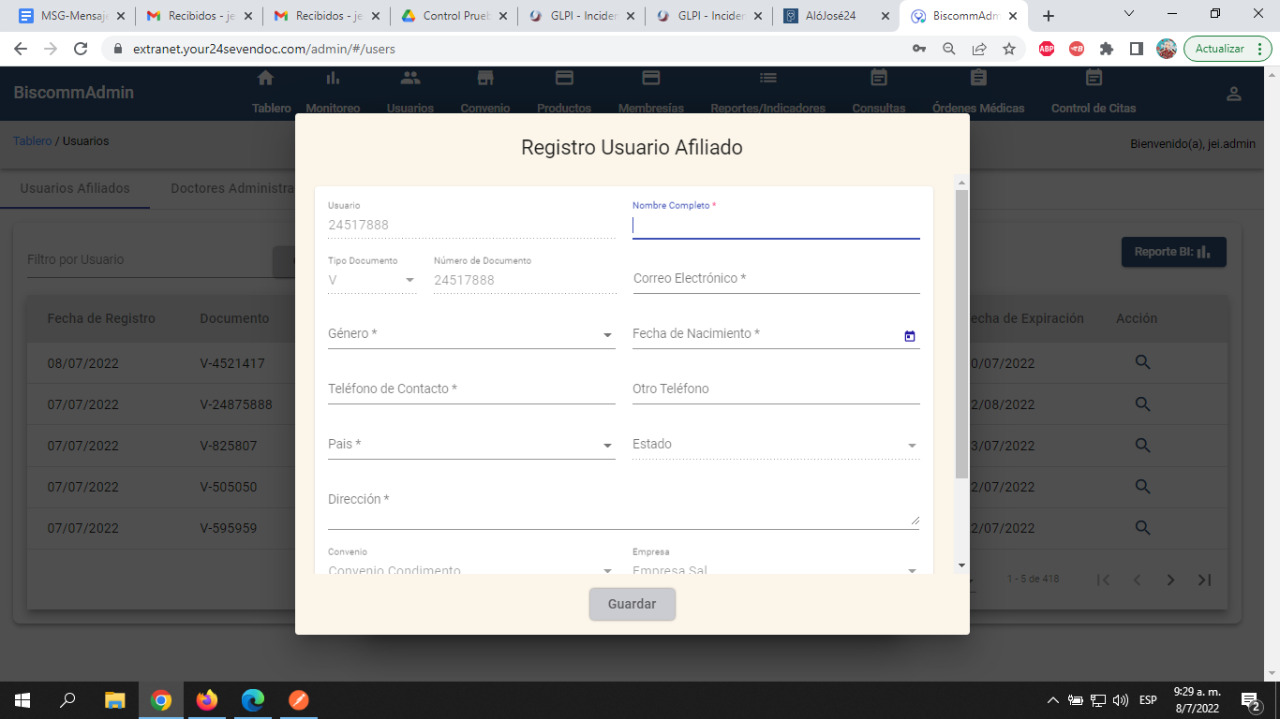 MSG-Mensaje
Recibidos - je
Recibidos - je
Control Prueb
GLPI - Inciden
GLPI - Inciden
AlóJosé24
BiscommAdm
extranet.your24sevendoc.com/admin/#/users
Actualizar
BiscommAdmin
Tablero
Monitoreo
Usuarios
Convenio
Productos
Membresías
Reportes/Indicadores
Consultas
Órdenes Médicas
Control de Citas
Tablero / Usuarios
Bienvenido(a), jei.admin
Usuarios Afiliados
Doctores Administra
Filtro por Usuario
Reporte BI:
Fecha de Registro
Documento
echa de Expiración
Acción
08/07/2022
V-4521417
0/07/2022
07/07/2022
V-24875888
2/08/2022
07/07/2022
V-825807
3/07/2022
07/07/2022
V-505050
2/07/2022
07/07/2022
V-595959
2/07/2022
1 - 5 de 418
Registro Usuario Afiliado
Usuario
24517888
Nombre Completo *
Tipo Documento
V
Número de Documento
24517888
Correo Electrónico *
Género *
Fecha de Nacimiento *
Teléfono de Contacto *
Otro Teléfono
Pais *
Estado
Dirección *
Convenio
Convenio Condimento
Empresa
Empresa Sal
Guardar
ESP
9:29 a. m.
8/7/2022
2